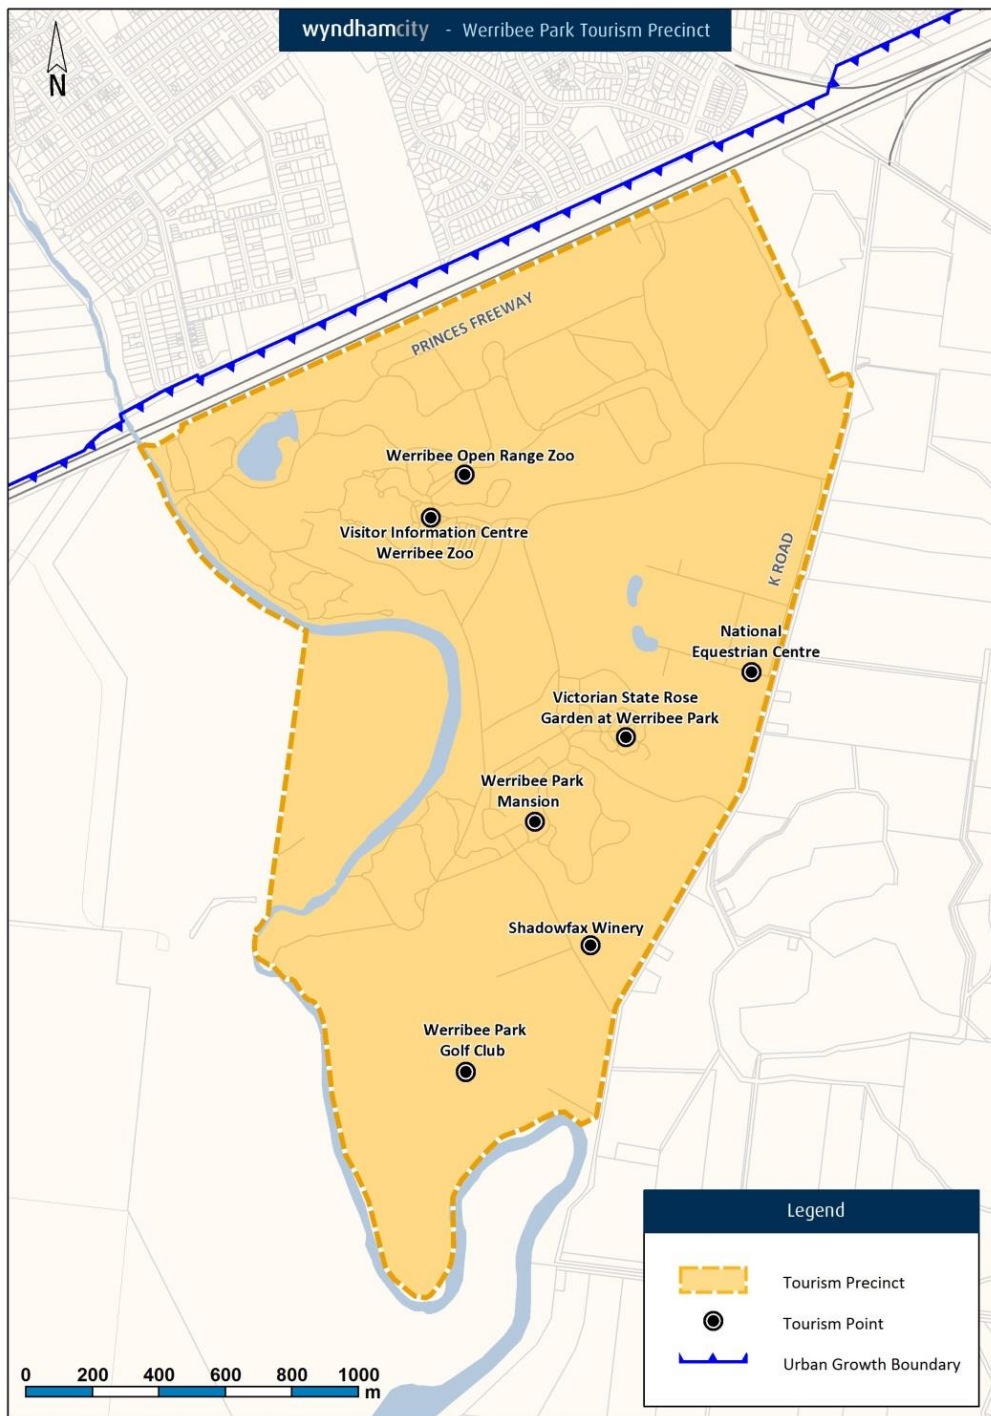 wyndhamcity - Werribee Park Tourism Precinct
N
PRINCES FREEWAY
Werribee Open Range Zoo
Visitor Information Centre
Werribee Zoo
K ROAD
National
Equestrian Centre
Victorian State Rose
Garden at Werribee Park
Werribee Park
Mansion
Shadowfax Winery
Werribee Park
Golf Club
Legend
Tourism Precinct
Tourism Point
Urban Growth Boundary
0 200 400 600 800 1000
m